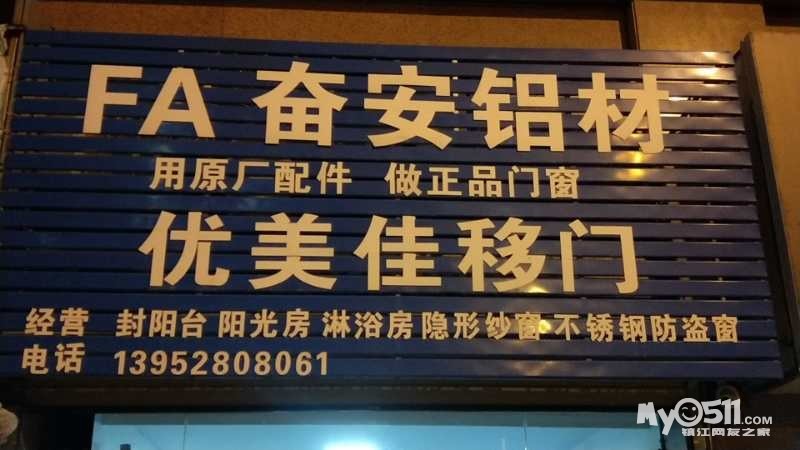 FA 奋安铝材
用原厂配件 做正品门窗
优美佳移门
经营 封阳台 阳光房 淋浴房 隐形纱窗 不锈钢防盗窗
电话 13952808061
My0511.com
镇江网友之家